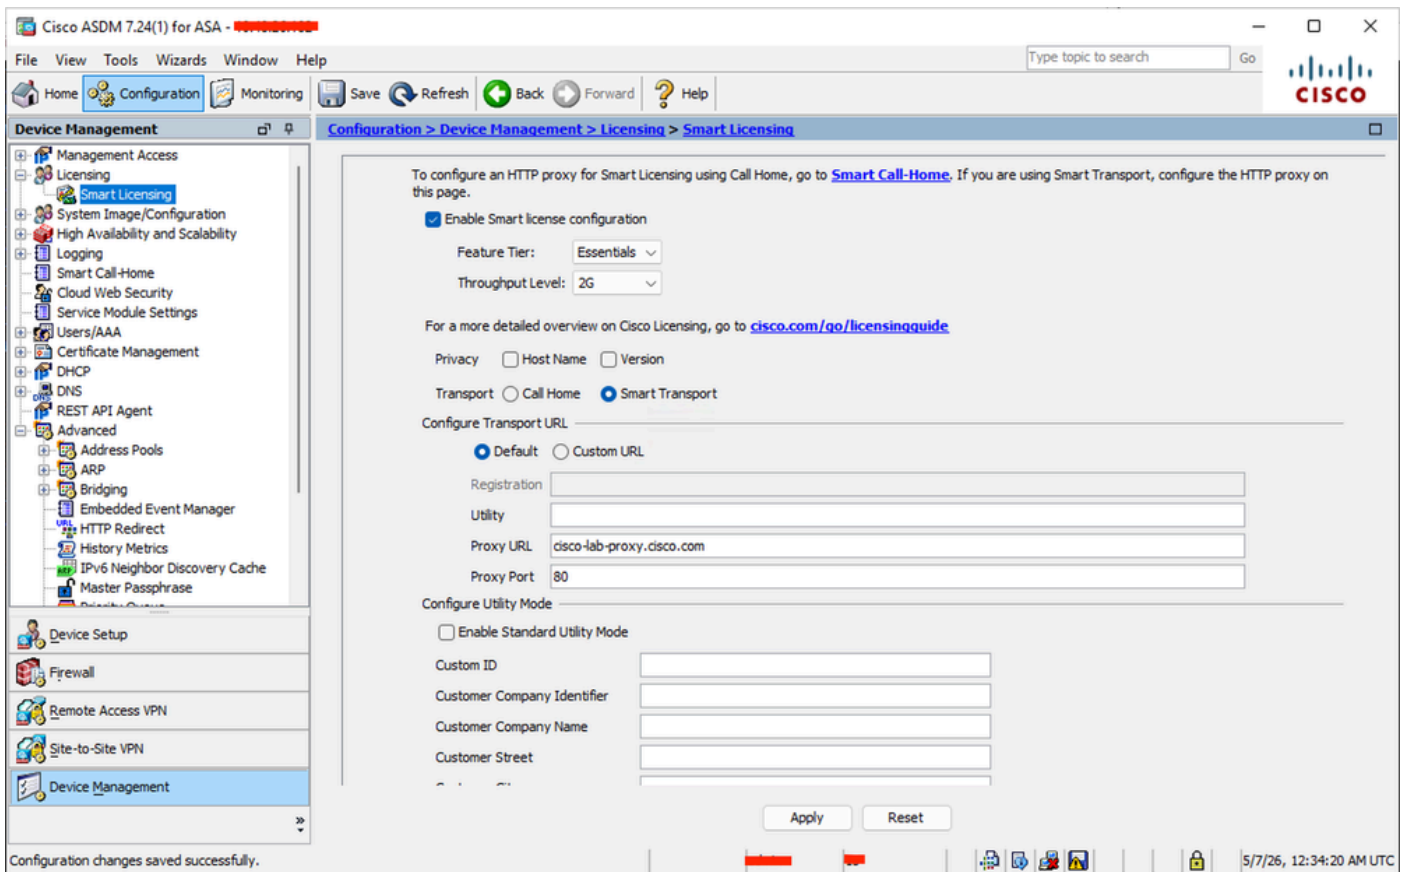 Cisco ASDM 7.24(1) for ASA -
File View Tools Wizards Window Help
Type topic to search Go
Home Configuration Monitoring Save Refresh Back Forward Help
CISCO
Device Management
Configuration > Device Management > Licensing > Smart Licensing
Management Access
Licensing
Smart Licensing
System Image/Configuration
High Availability and Scalability
Logging
Smart Call-Home
Cloud Web Security
Service Module Settings
Users/AAA
Certificate Management
DHCP
DNS
REST API Agent
Advanced
Address Pools
ARP
Bridging
Embedded Event Manager
HTTP Redirect
History Metrics
IPv6 Neighbor Discovery Cache
Master Passphrase
Device Setup
Firewall
Remote Access VPN
Site-to-Site VPN
Device Management
To configure an HTTP proxy for Smart Licensing using Call Home, go to Smart Call-Home. If you are using Smart Transport, configure the HTTP proxy on
this page.
Enable Smart license configuration
Feature Tier: Essentials
Throughput Level: 2G
For a more detailed overview on Cisco Licensing, go to cisco.com/go/licensingguide
Privacy Host Name Version
Transport Call Home Smart Transport
Configure Transport URL
Default Custom URL
Registration
Utility
Proxy URL cisco-lab-proxy.cisco.com
Proxy Port 80
Configure Utility Mode
Enable Standard Utility Mode
Custom ID
Customer Company Identifier
Customer Company Name
Customer Street
Apply Reset
Configuration changes saved successfully.
5/7/26, 12:34:20 AM UTC